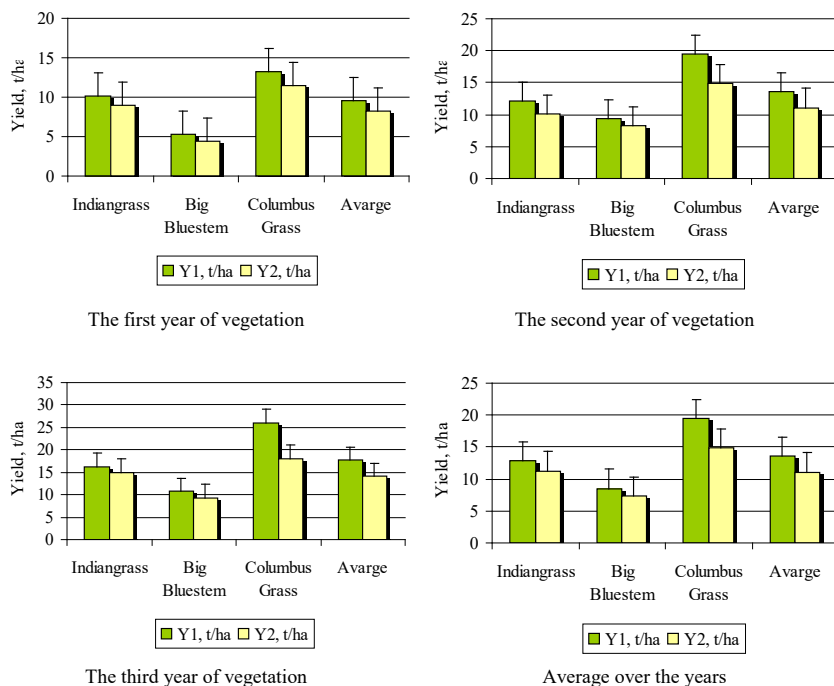 Yield, t/ha
20
15
10
5
0
Indiangrass
Big
Bluestem
Columbus
Grass
Avarge
Y1, t/ha
Y2, t/ha
The first year of vegetation
Yield, t/ha
25
20
15
10
5
0
Indiangrass
Big
Bluestem
Columbus
Grass
Avarge
Y1, t/ha
Y2, t/ha
The second year of vegetation
Yield, t/ha
35
30
25
20
15
10
5
0
Indiangrass
Big
Bluestem
Columbus
Grass
Avarge
Y1, t/ha
Y2, t/ha
The third year of vegetation
Yield, t/ha
25
20
15
10
5
0
Indiangrass
Big
Bluestem
Columbus
Grass
Avarge
Y1, t/ha
Y2, t/ha
Average over the years